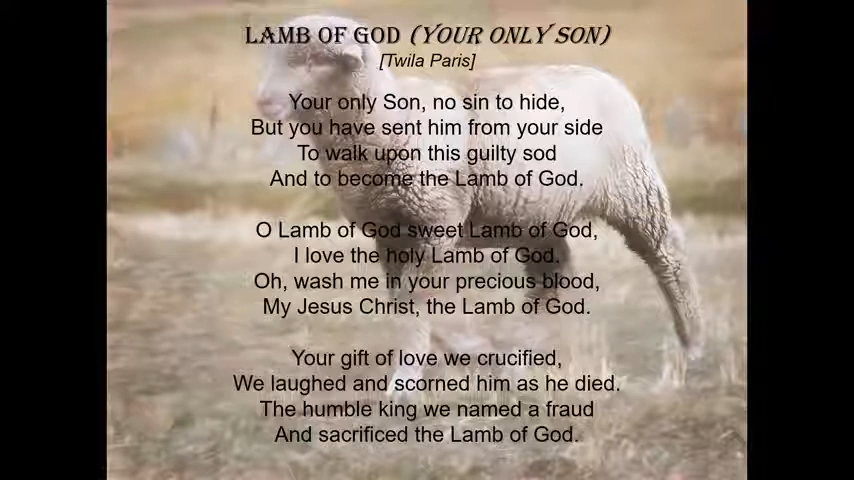 LAMB OF GOD (YOUR ONLY SON)
[Twila Paris]
Your only Son, no sin to hide,
But you have sent him from your side
To walk upon this guilty sod
And to become the Lamb of God.
O Lamb of God sweet Lamb of God,
I love the holy Lamb of God.
Oh, wash me in your precious blood,
My Jesus Christ, the Lamb of God.
Your gift of love we crucified,
We laughed and scorned him as he died.
The humble king we named a fraud
And sacrificed the Lamb of God.